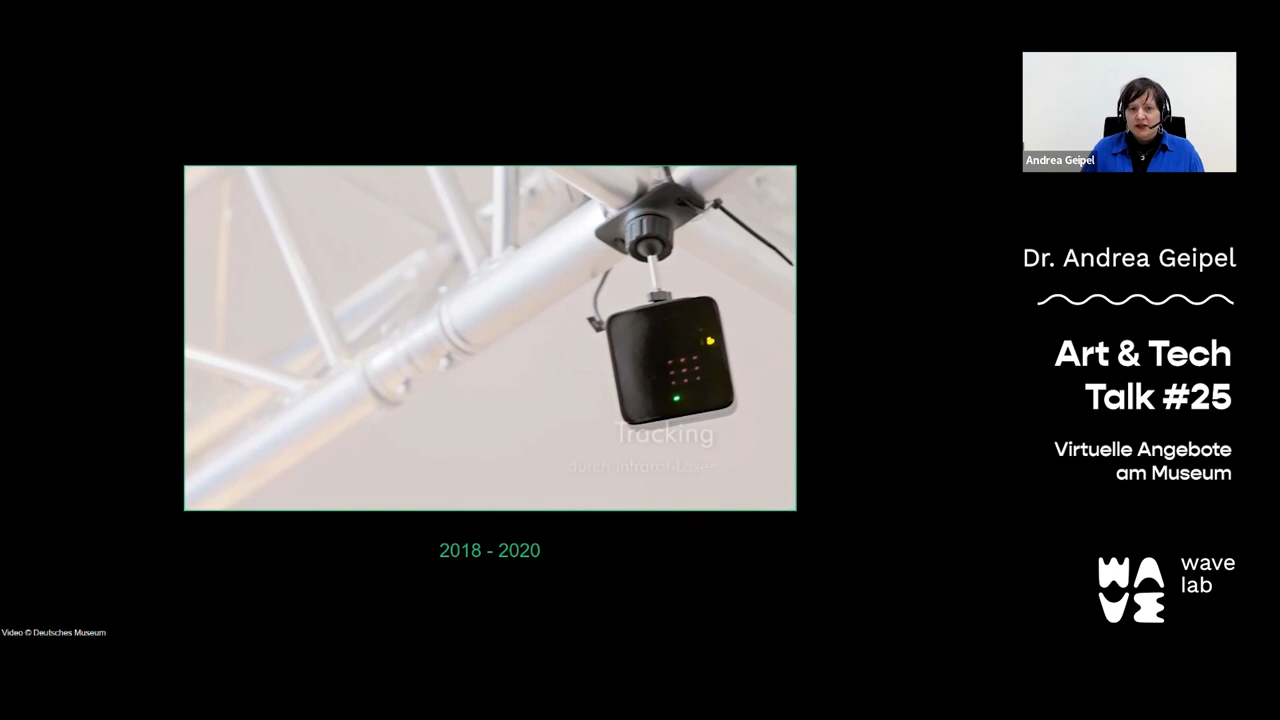 Andrea Geipel
Dr. Andrea Geipel
Art & Tech
Talk #25
Virtuelle Angebote
am Museum
WAVE
wave
lab
Tracking
durch Infrarot-Laser
2018 - 2020
Video © Deutsches Museum